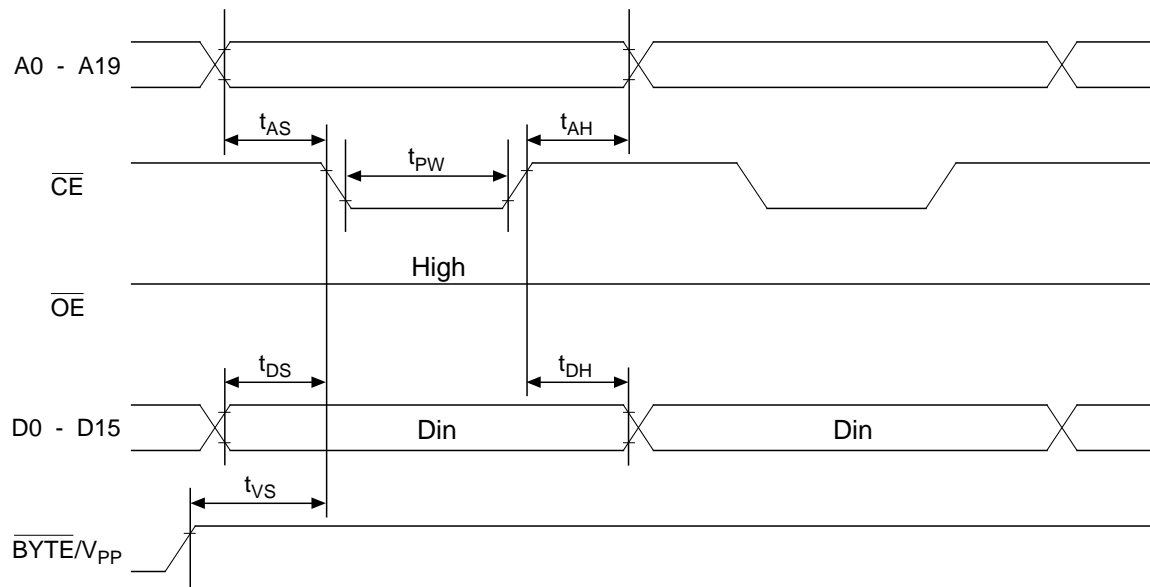 A0 - A19
tAS
tAH
tPW
CE
High
OE
tDS
tDH
D0 - D15
Din
Din
tVS
BYTE/VPP